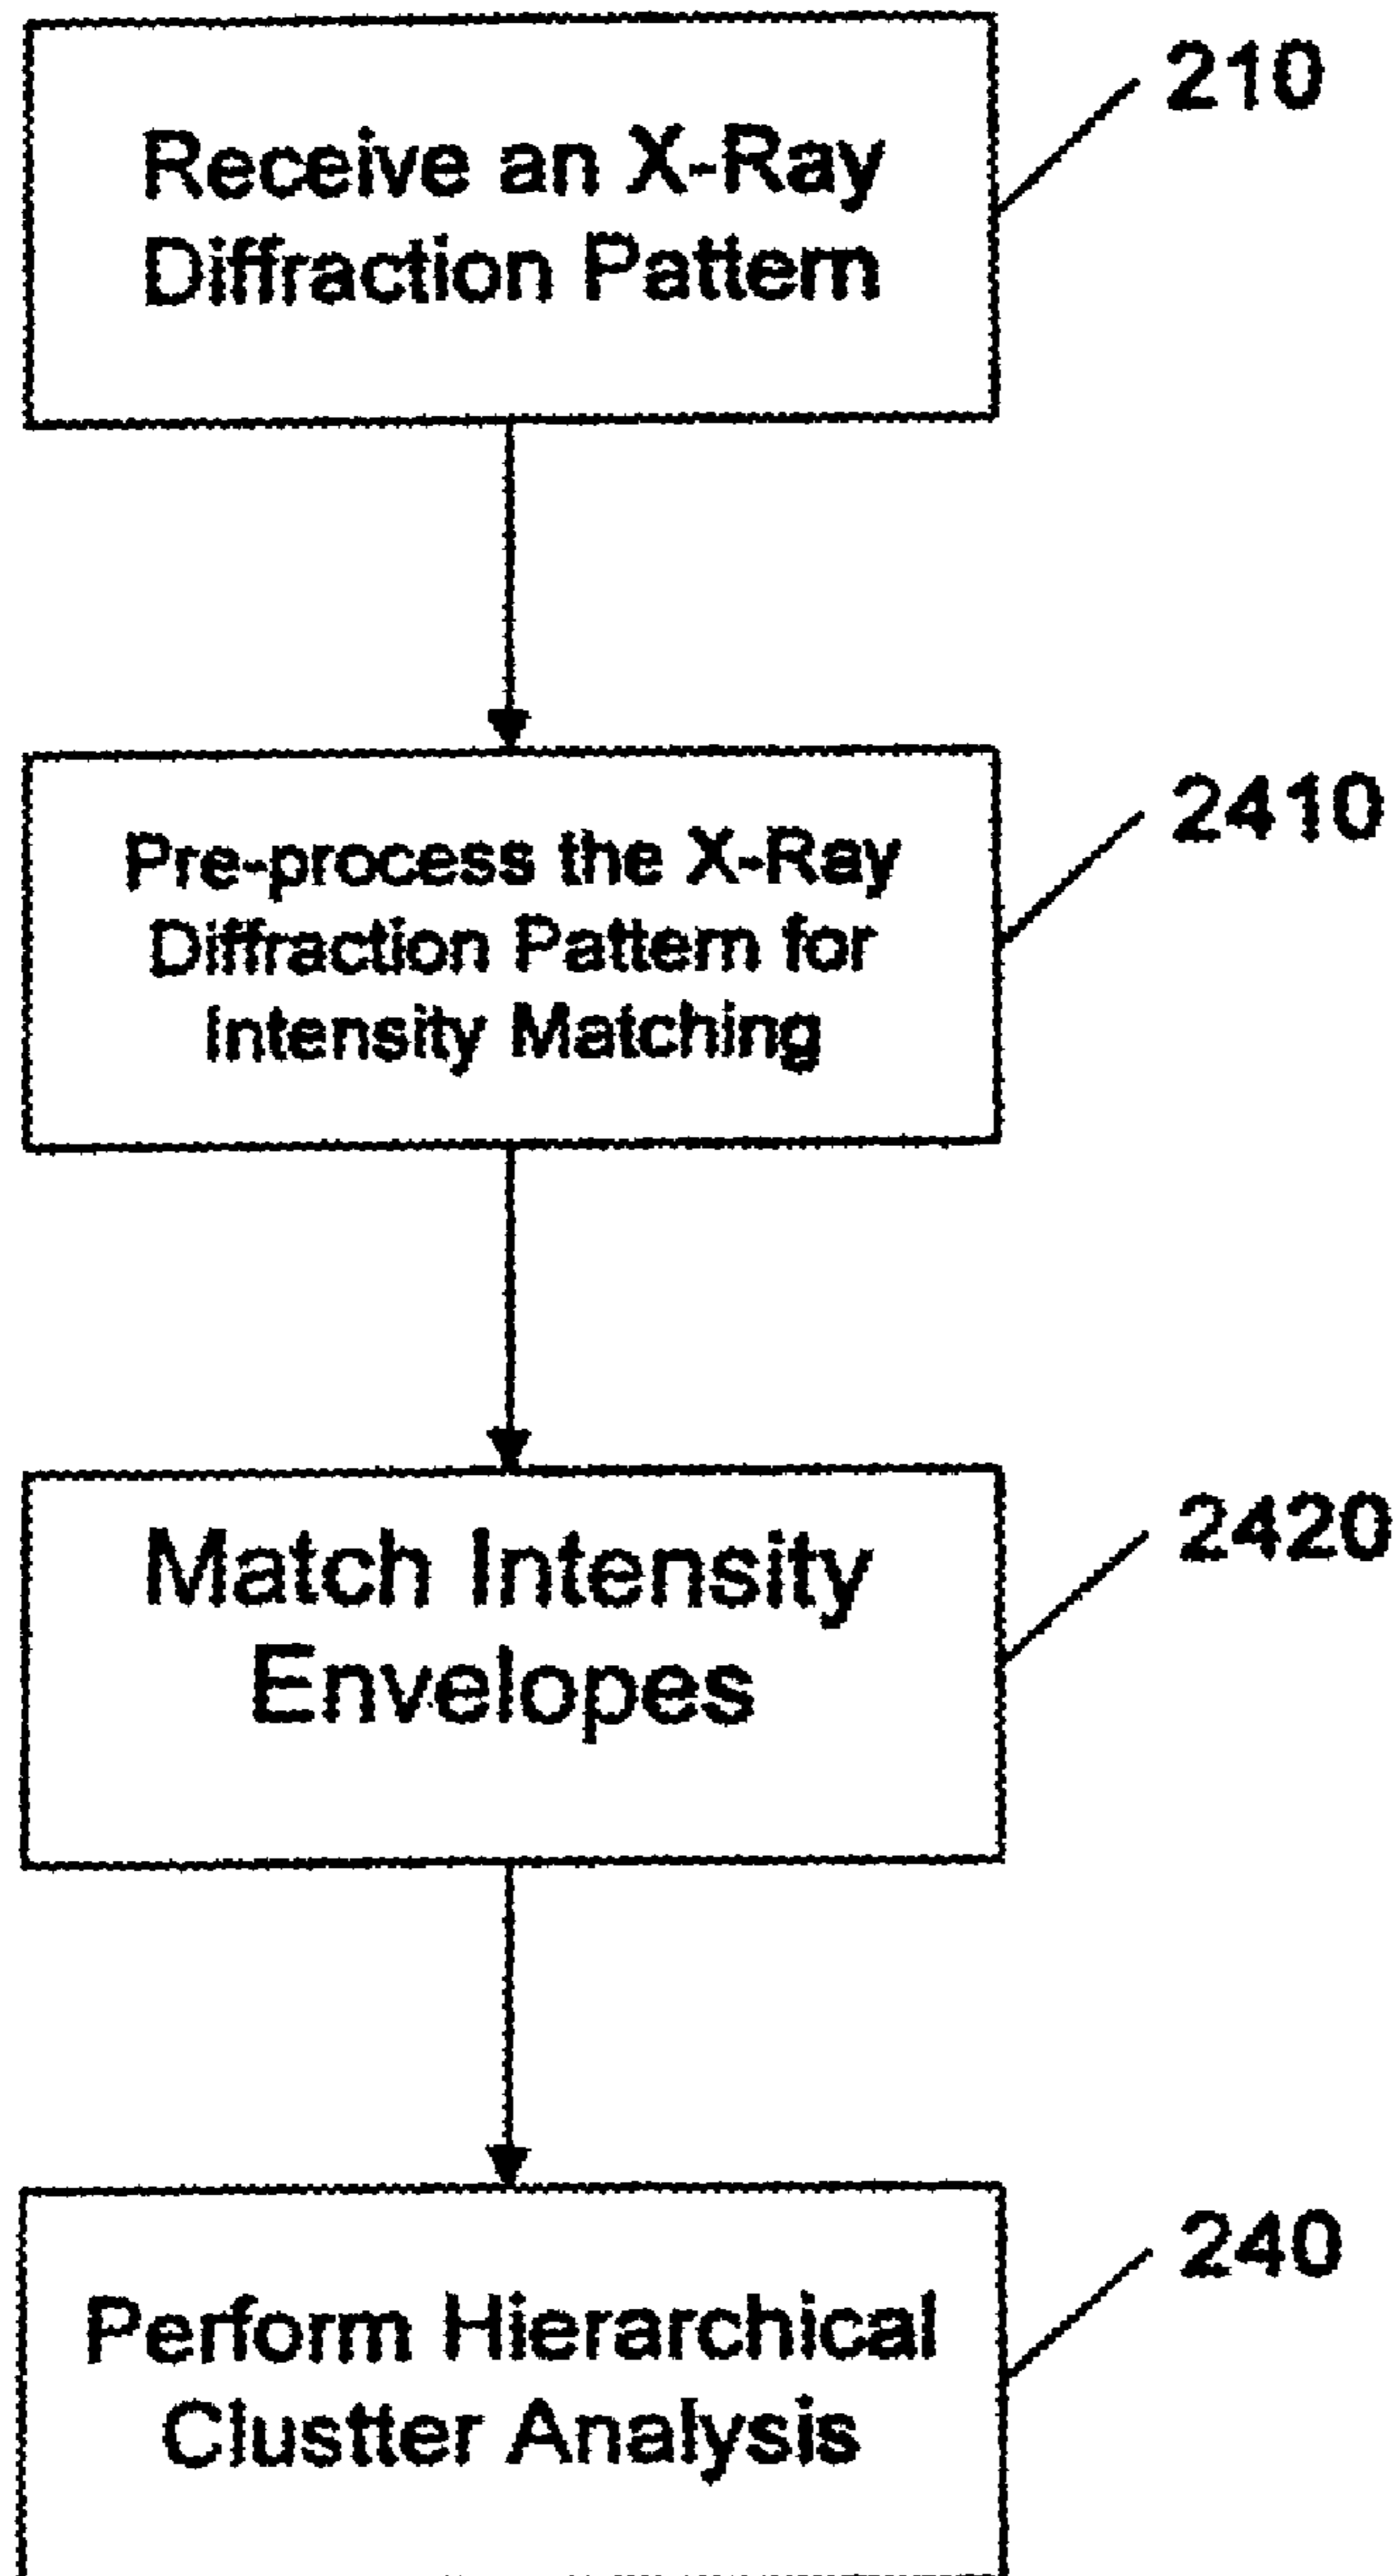 Receive an X-Ray
Diffraction Pattern
210
Pre-process the X-Ray
Diffraction Pattern for
Intensity Matching
2410
Match Intensity
Envelopes
2420
Perform Hierarchical
Clustter Analysis
240